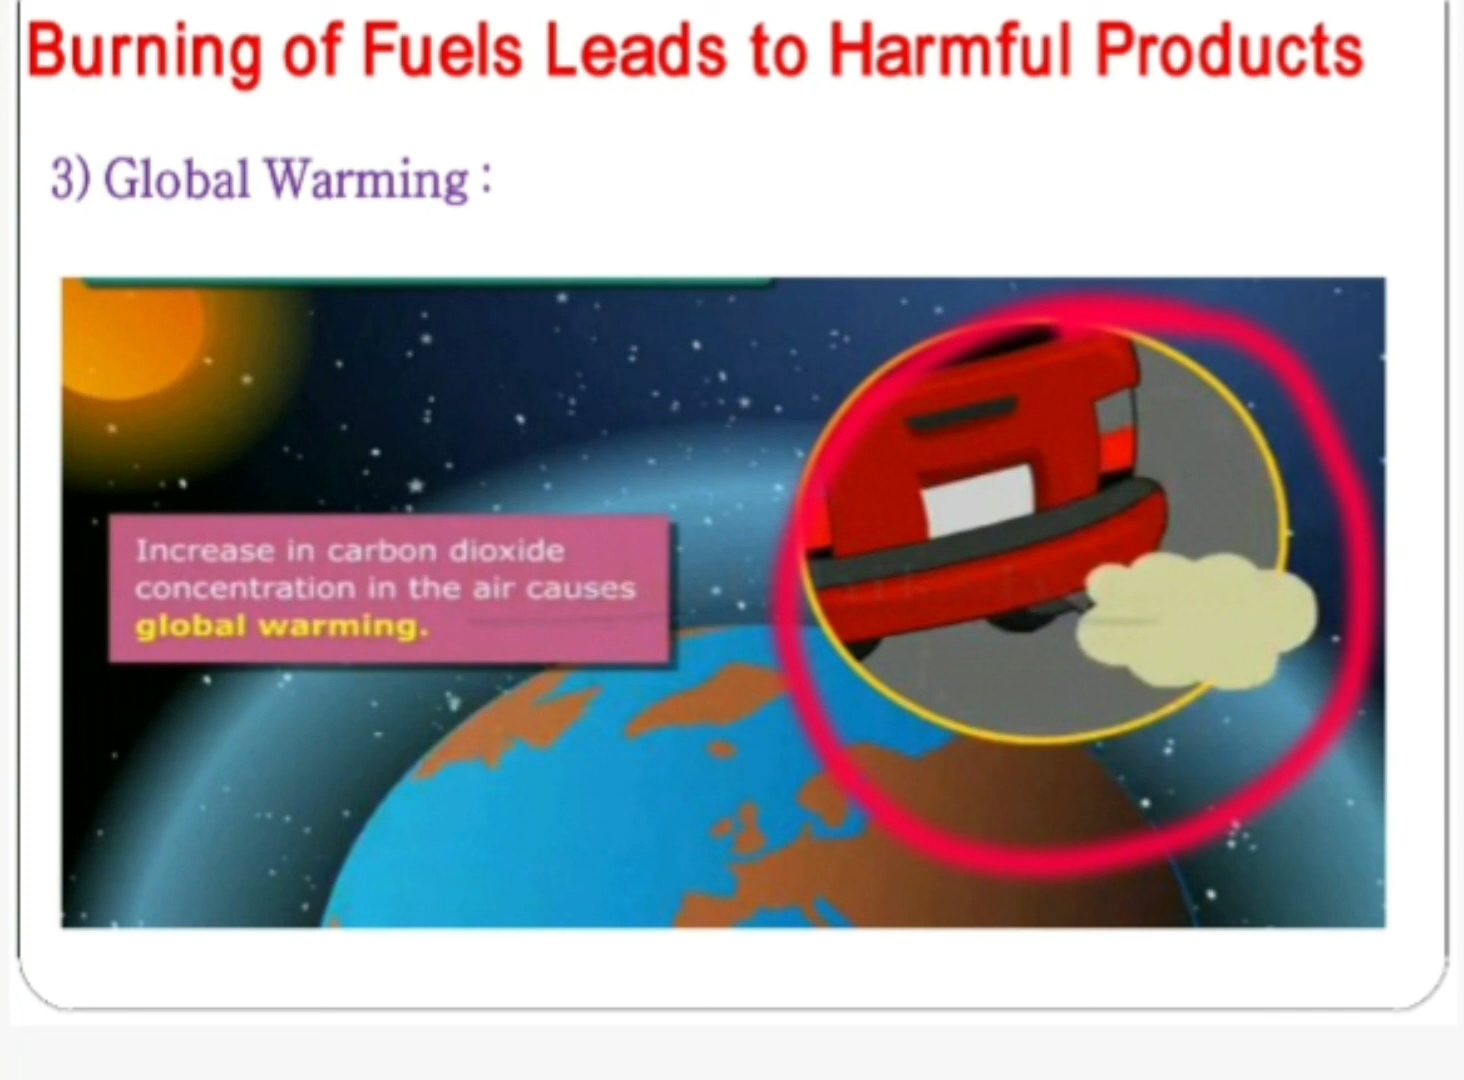 Burning of Fuels Leads to Harmful Products
3) Global Warming :
Increase in carbon dioxide
concentration in the air causes
global warming.